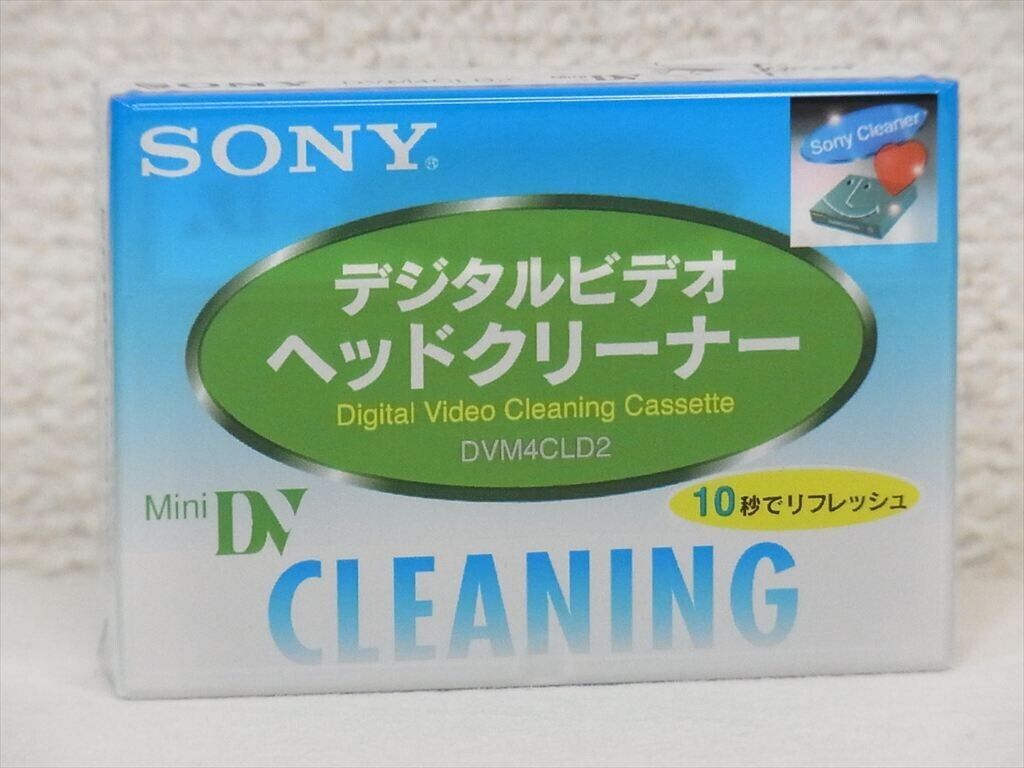 SONY®
Sony Cleaner
デジタルビデオ
ヘッドクリーナー
Digital Video Cleaning Cassette
DVM4CLD2
Mini DV
10秒でリフレッシュ
CLEANING